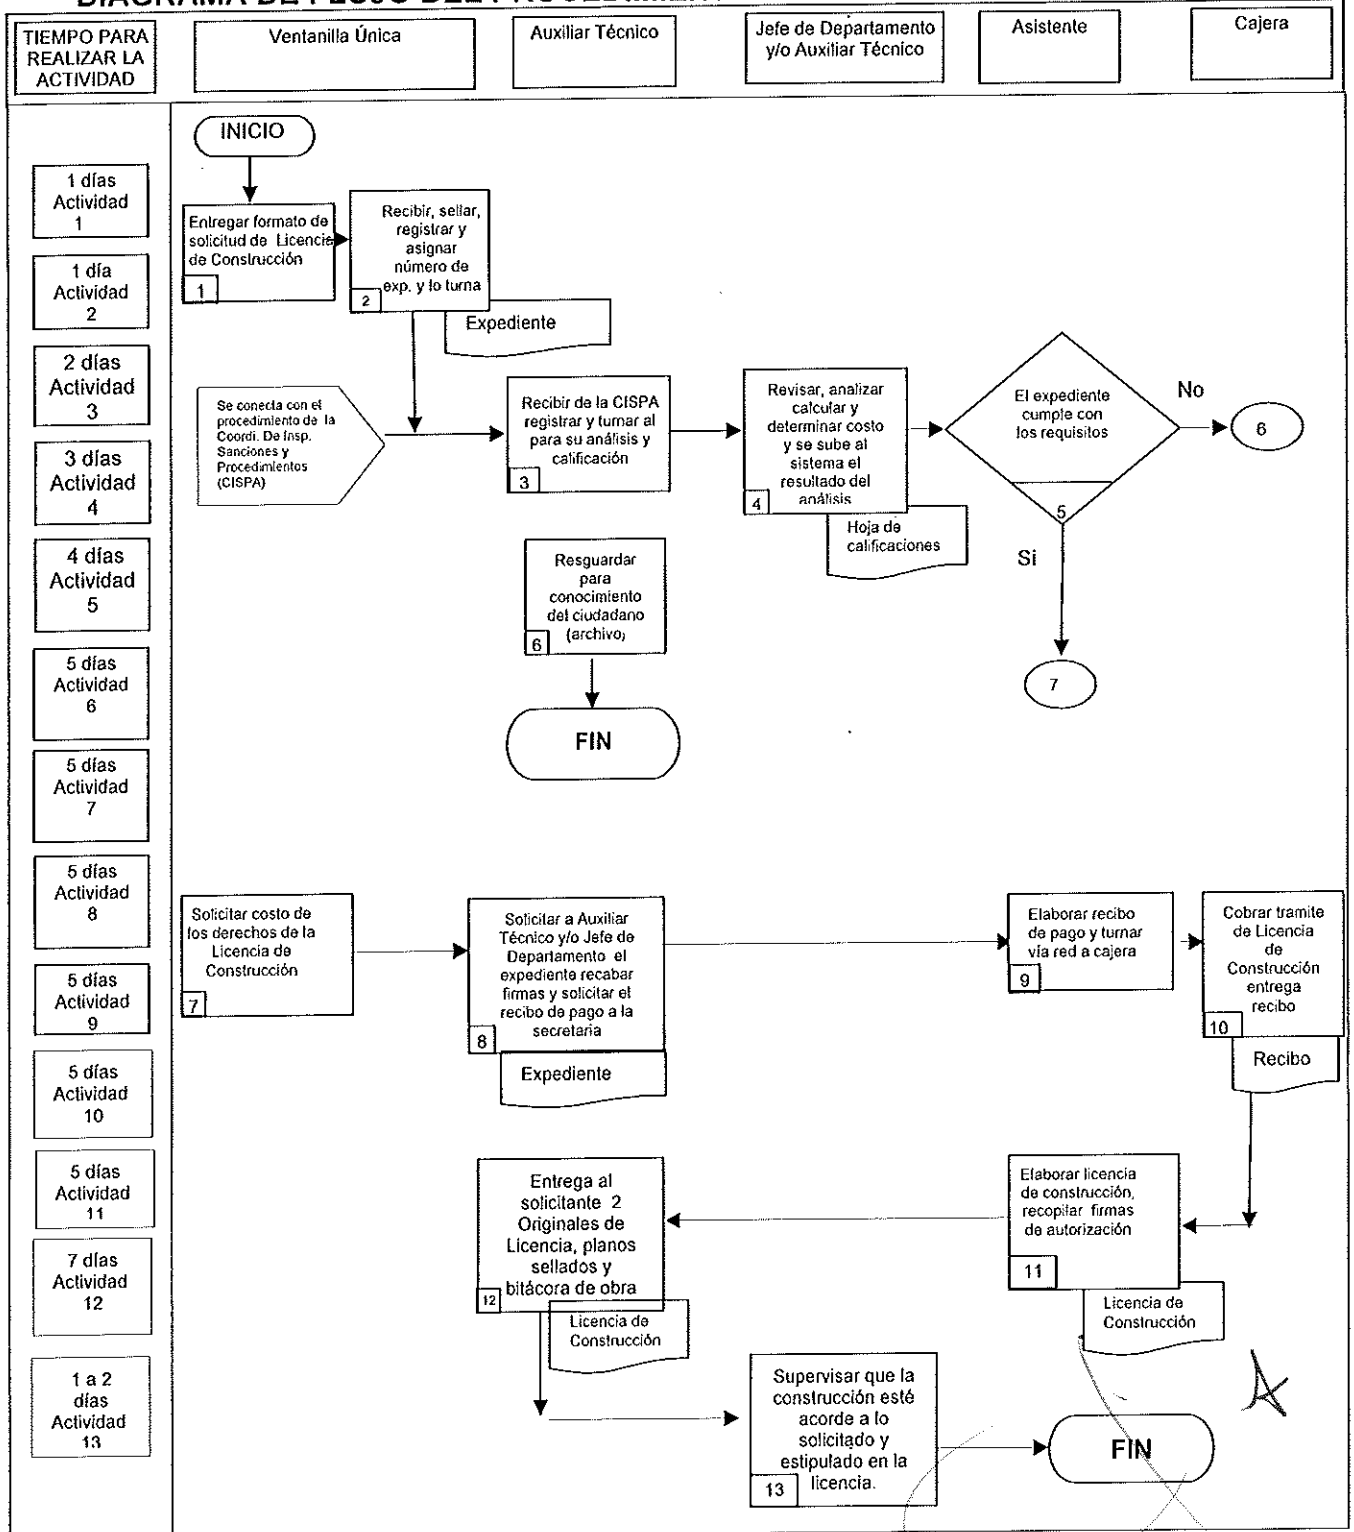 TIEMPO PARA
REALIZAR LA
ACTIVIDAD
Ventanilla Única
Auxiliar Técnico
Jefe de Departamento
y/o Auxiliar Técnico
Asistente
Cajera
INICIO
1 días
Actividad
1
1 día
Actividad
2
2 días
Actividad
3
3 días
Actividad
4
4 días
Actividad
5
5 días
Actividad
6
5 días
Actividad
7
5 días
Actividad
8
5 días
Actividad
9
5 días
Actividad
10
5 días
Actividad
11
7 días
Actividad
12
1 a 2
días
Actividad
13
Entregar formato de
solicitud de Licencia
de Construcción
1
Recibir, sellar,
registrar y
asignar
número de
exp. y lo turna
2
Expediente
Se conecta con el
procedimiento de la
Coordi. De Insp.
Sanciones y
Procedimientos
(CISPA)
Recibir de la CISPA
registrar y turnar al
para su análisis y
calificación
3
Revisar, analizar
calcular y
determinar costo
y se sube al
sistema el
resultado del
análisis
4
Hoja de
calificaciones
El expediente
cumple con
los requisitos
5
No
6
Si
7
Resguardar
para
conocimiento
del ciudadano
(archivo)
6
FIN
Solicitar costo de
los derechos de la
Licencia de
Construcción
7
Solicitar a Auxiliar
Técnico y/o Jefe de
Departamento el
expediente recabar
firmas y solicitar el
recibo de pago a la
secretaria
8
Expediente
Elaborar recibo
de pago y turnar
vía red a cajera
9
Cobrar tramite
de Licencia
de
Construcción
entrega
recibo
10
Recibo
Elaborar licencia
de construcción,
recopilar firmas
de autorización
11
Licencia de
Construcción
Entrega al
solicitante 2
Originales de
Licencia, planos
sellados y
bitácora de obra
12
Licencia de
Construcción
Supervisar que la
construcción esté
acorde a lo
solicitado y
estipulado en la
licencia.
13
FIN